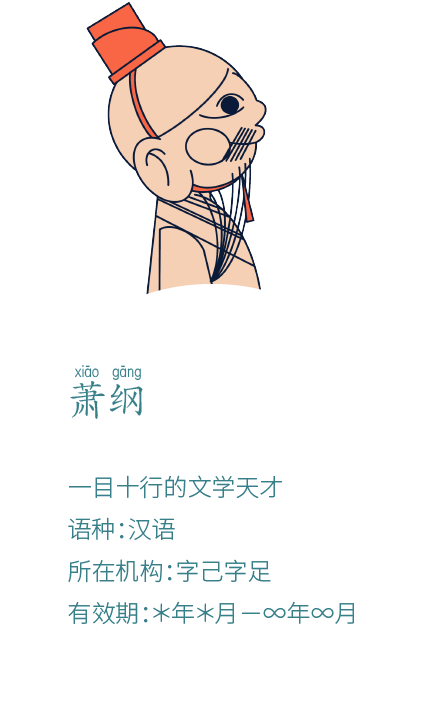 xiāo gāng
萧纲
一目十行的文学天才
语种:汉语
所在机构:字己字足
有效期:＊年＊月－∞年∞月